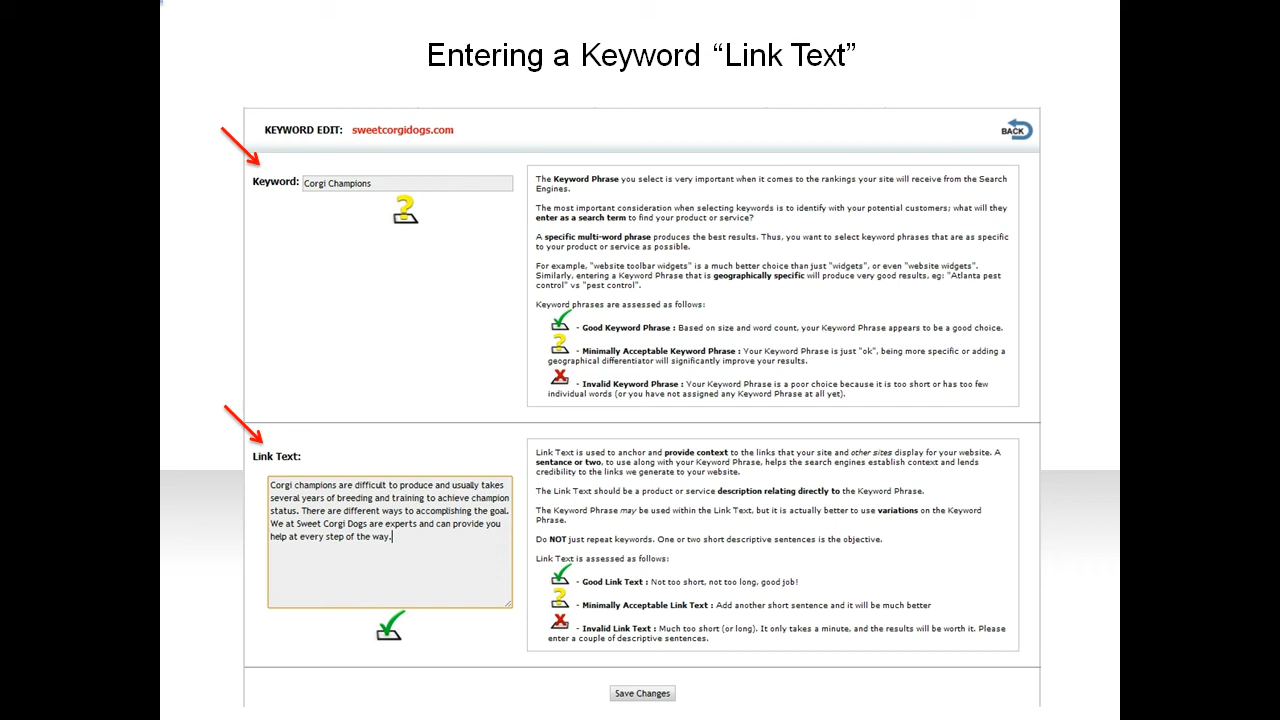 Entering a Keyword “Link Text”
KEYWORD EDIT: sweetcorgidogs.com
BACK
Keyword: Corgi Champions
The Keyword Phrase you select is very important when it comes to the rankings your site will receive from the Search
Engines.
The most important consideration when selecting keywords is to identify with your potential customers; what will they
enter as a search term to find your product or service?
A specific multi-word phrase produces the best results. Thus, you want to select keyword phrases that are as specific
to your product or service as possible.
For example, "website toolbar widgets" is a much better choice than just "widgets", or even "website widgets".
Similarly, entering a Keyword Phrase that is geographically specific will produce very good results, eg: "Atlanta pest
control" vs "pest control".
Keyword phrases are assessed as follows:
- Good Keyword Phrase : Based on size and word count, your Keyword Phrase appears to be a good choice.
- Minimally Acceptable Keyword Phrase : Your Keyword Phrase is just "ok", being more specific or adding a
geographical differentiator will significantly improve your results.
- Invalid Keyword Phrase : Your Keyword Phrase is a poor choice because it is too short or has too few
individual words (or you have not assigned any Keyword Phrase at all yet).
Link Text:
Corgi champions are difficult to produce and usually takes
several years of breeding and training to achieve champion
status. There are different ways to accomplishing the goal.
We at Sweet Corgi Dogs are experts and can provide you
help at every step of the way.
Link Text is used to anchor and provide context to the links that your site and other sites display for your website. A
sentance or two, to use along with your Keyword Phrase, helps the search engines establish context and lends
credibility to the links we generate to your website.
The Link Text should be a product or service description relating directly to the Keyword Phrase.
The Keyword Phrase may be used within the Link Text, but it is actually better to use variations on the Keyword
Phrase.
Do NOT just repeat keywords. One or two short descriptive sentences is the objective.
Link Text is assessed as follows:
- Good Link Text : Not too short, not too long, good job!
- Minimally Acceptable Link Text : Add another short sentence and it will be much better
- Invalid Link Text : Much too short (or long). It only takes a minute, and the results will be worth it. Please
enter a couple of descriptive sentences.
Save Changes